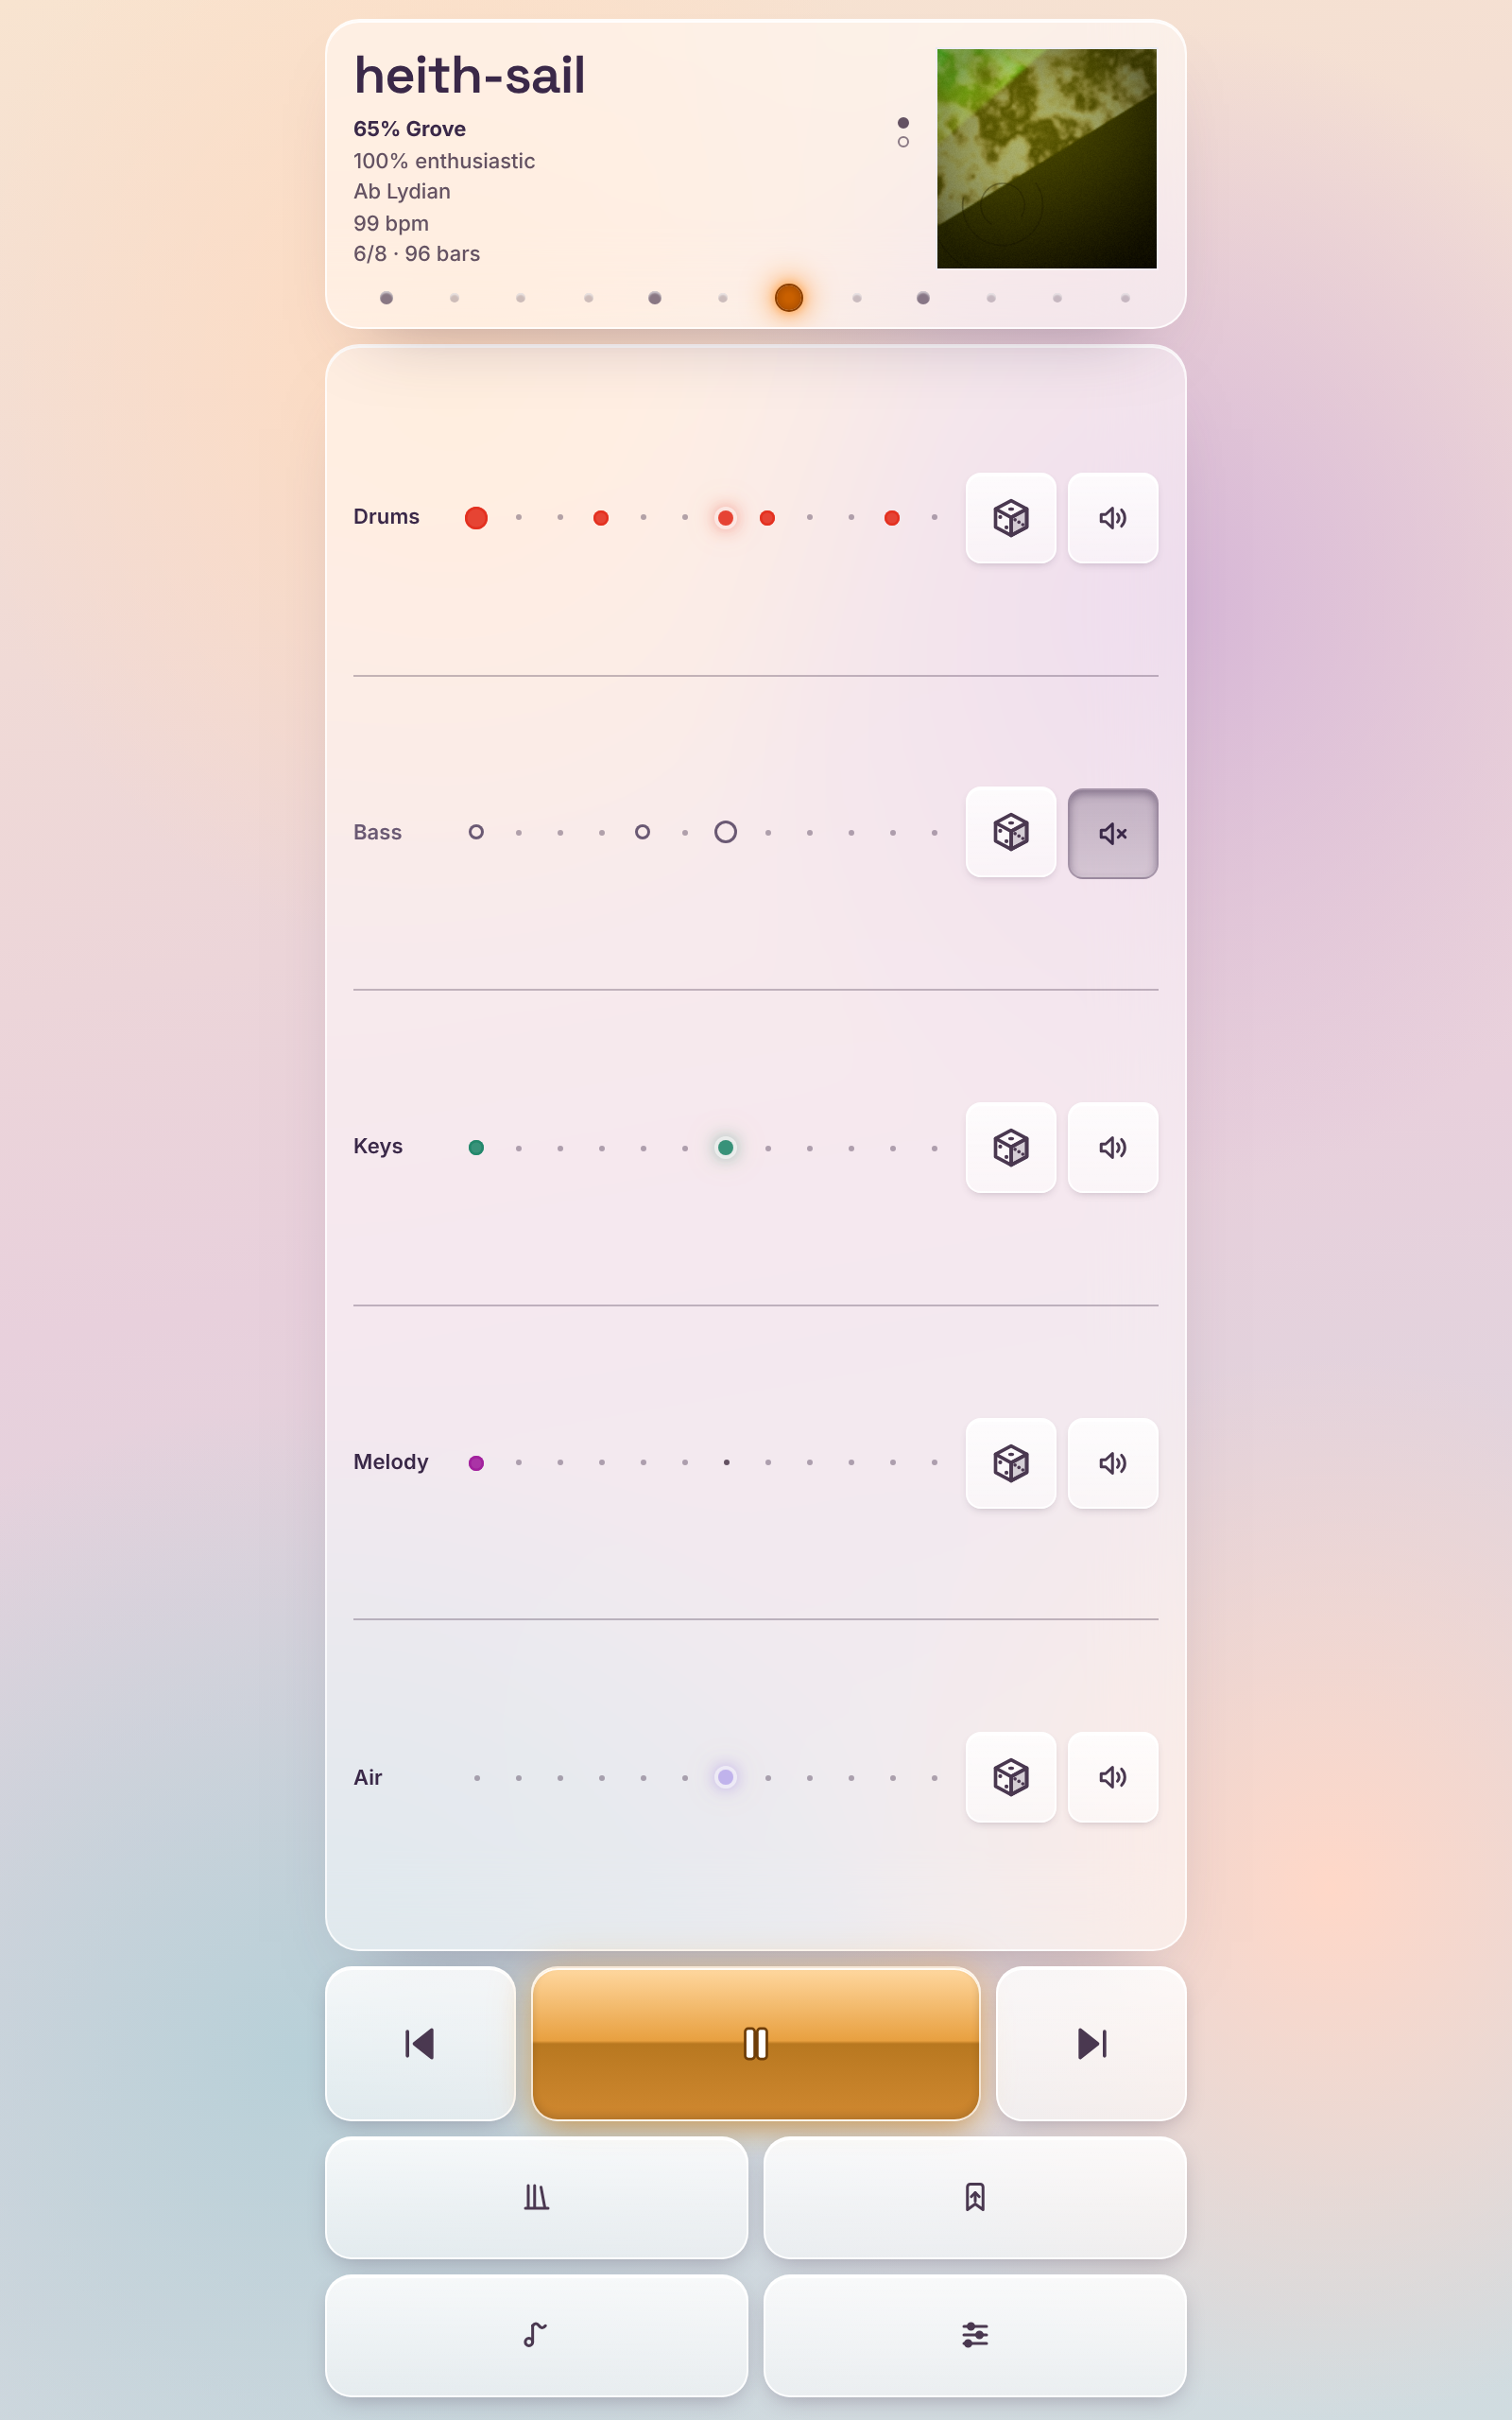 heith-sail
65% Grove
100% enthusiastic
Ab Lydian
99 bpm
6/8 · 96 bars
Drums
Bass
Keys
Melody
Air